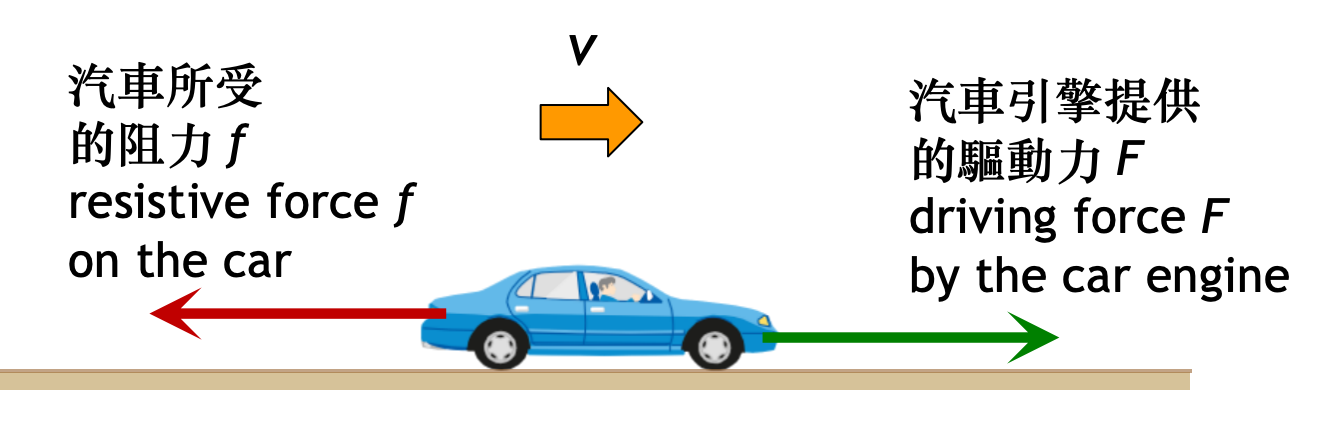 v
汽車所受
的阻力 f
resistive force f
on the car
汽車引擎提供
的驅動力 F
driving force F
by the car engine